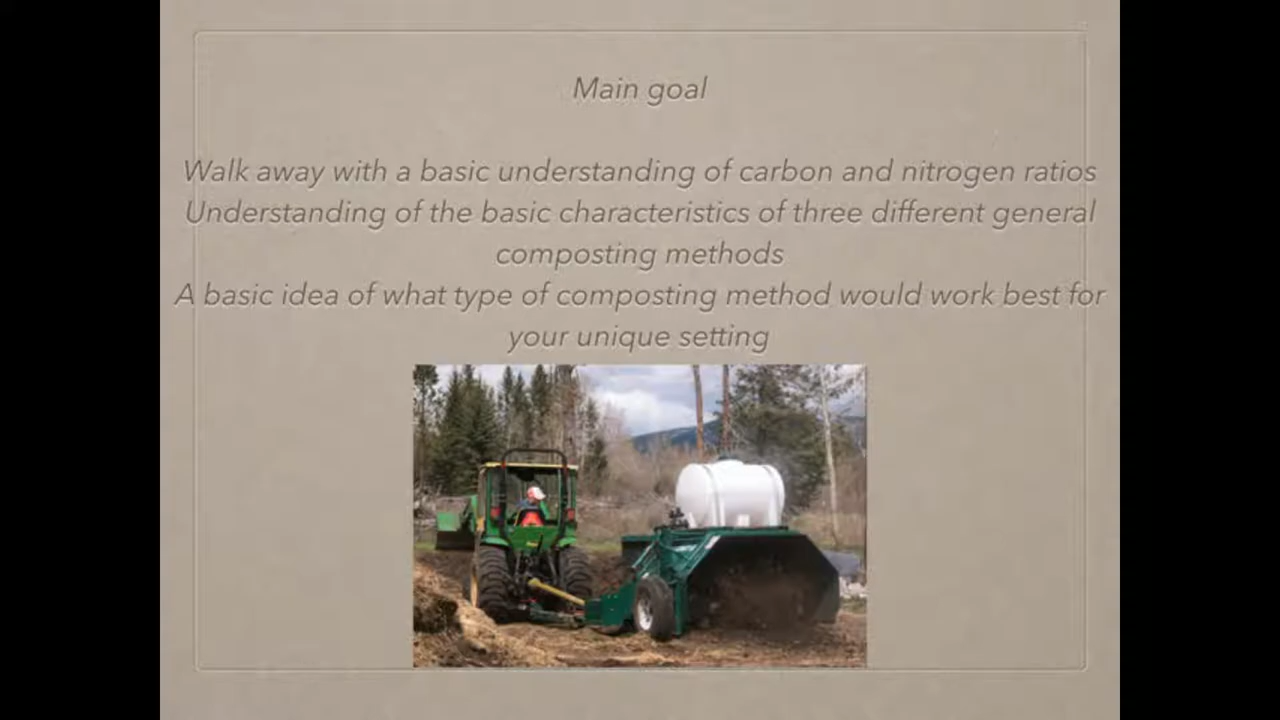 Main goal
Walk away with a basic understanding of carbon and nitrogen ratios
Understanding of the basic characteristics of three different general
composting methods
A basic idea of what type of composting method would work best for
your unique setting